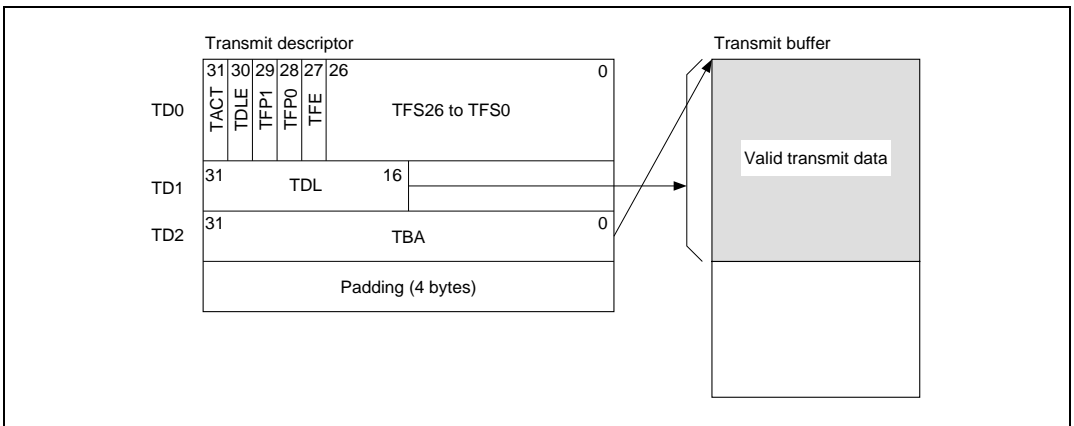 Transmit descriptor
Transmit buffer
31 30 29 28 27 26 0
TD0
TACT
TDLE
TFP1
TFP0
TFE
TFS26 to TFS0
Valid transmit data
31 16
TD1
TDL
31 0
TD2
TBA
Padding (4 bytes)